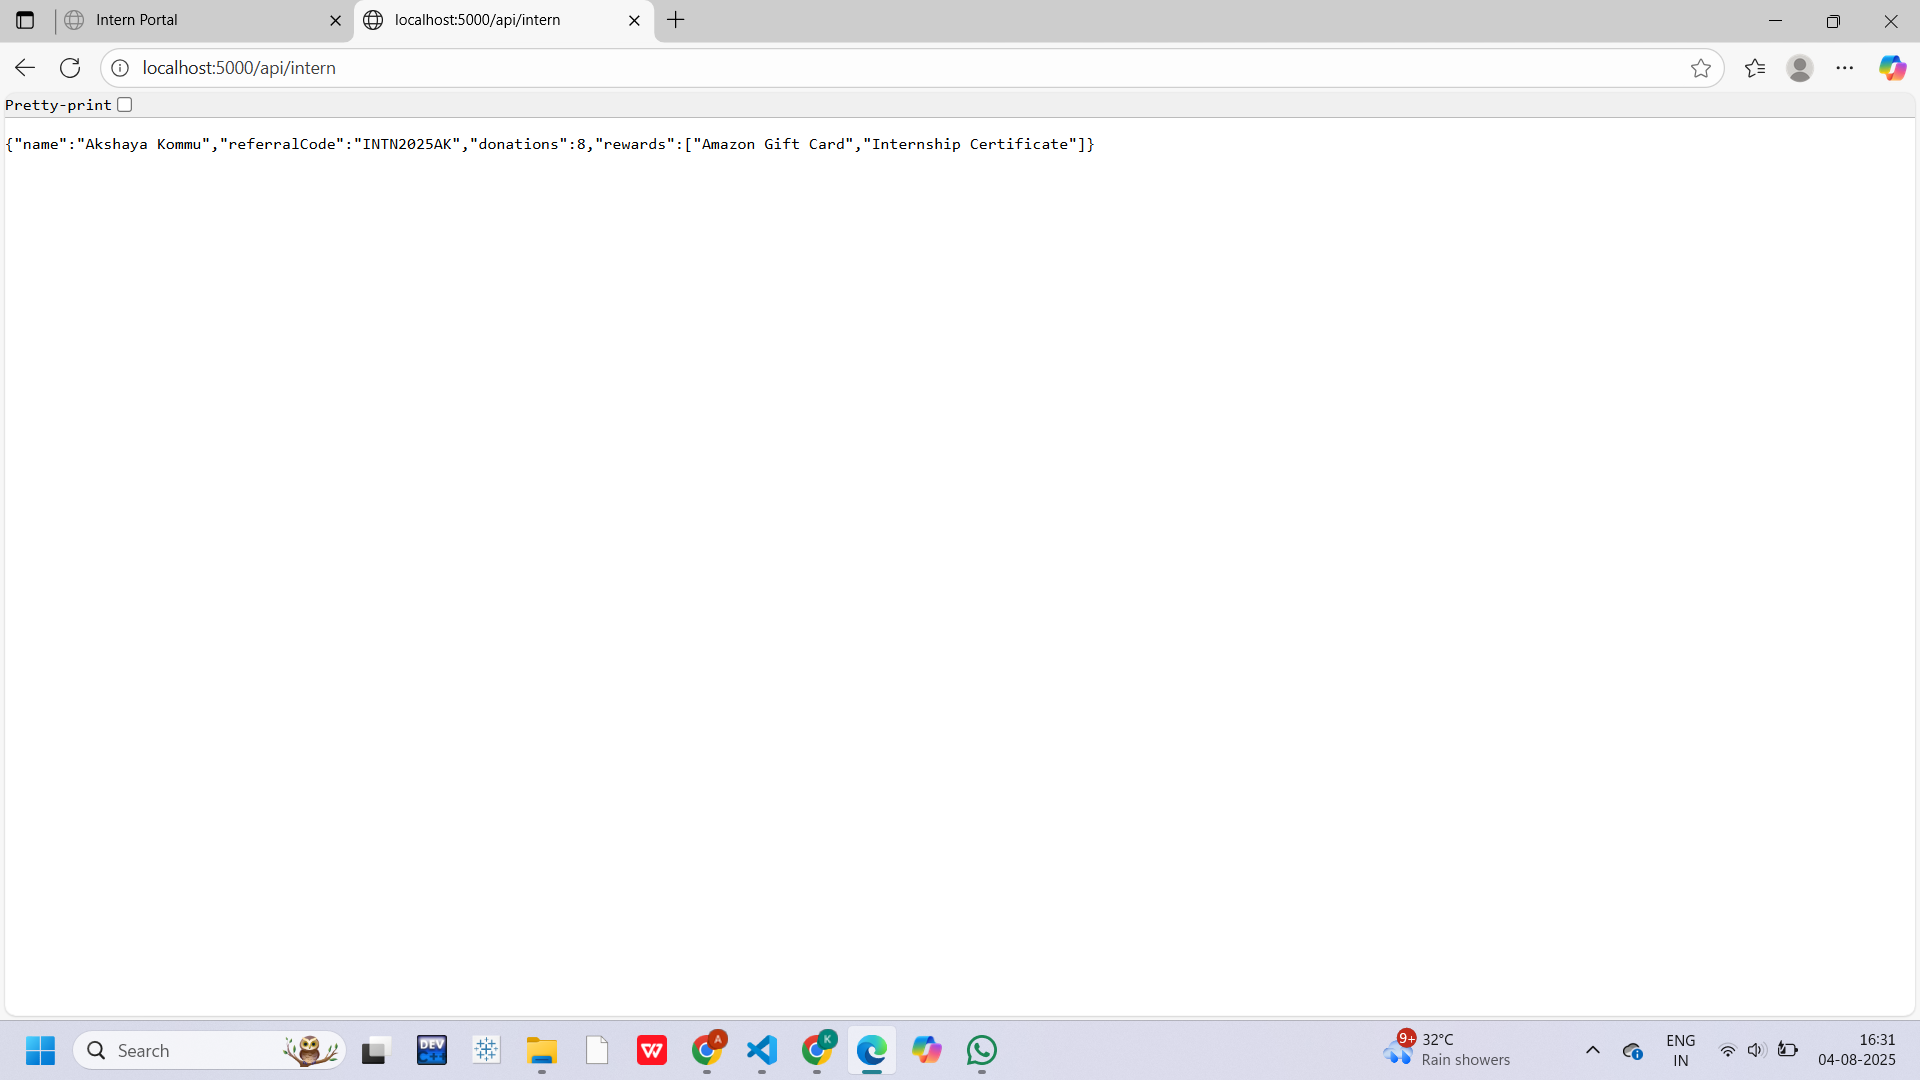 Intern Portal
localhost:5000/api/intern
localhost:5000/api/intern
Pretty-print
{"name":"Akshaya Kommu","referralCode":"INTN2025AK","donations":8,"rewards":["Amazon Gift Card","Internship Certificate"]}
Search
DEV
W
A
K
9+
32°C
Rain showers
ENG
IN
16:31
04-08-2025